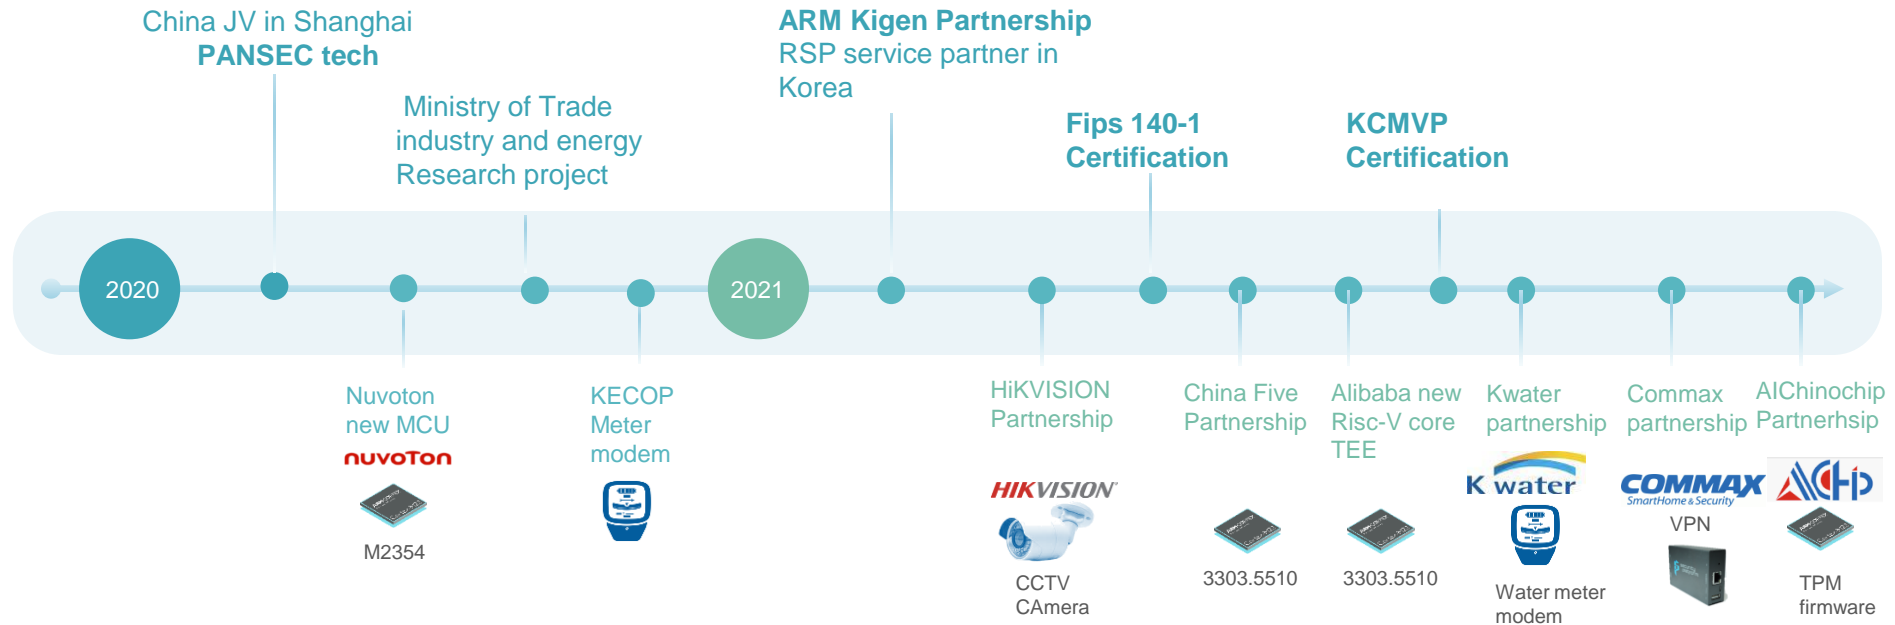 China JV in Shanghai
PANSEC tech
Ministry of Trade
industry and energy
Research project
ARM Kigen Partnership
RSP service partner in
Korea
Fips 140-1
Certification
KCMVP
Certification
2020
2021
Nuvoton
new MCU
nuvoTon
M2354
KECOP
Meter
modem
HiKVISION
Partnership
HIKVISION
CCTV
CAmera
China Five
Partnership
3303.5510
Alibaba new
Risc-V core
TEE
3303.5510
Kwater
partnership
K water
Water meter
modem
Commax
partnership
COMMAX
SmartHome & Security
VPN
AIChinochip
Partnerhsip
ACHIP
TPM
firmware